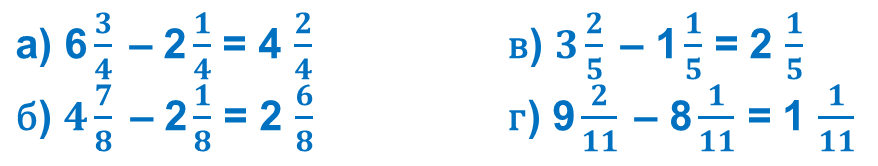 а) 6 3/4 – 2 1/4 = 4 2/4
б) 4 7/8 – 2 1/8 = 2 6/8
в) 3 2/5 – 1 1/5 = 2 1/5
г) 9 2/11 – 8 1/11 = 1 1/11